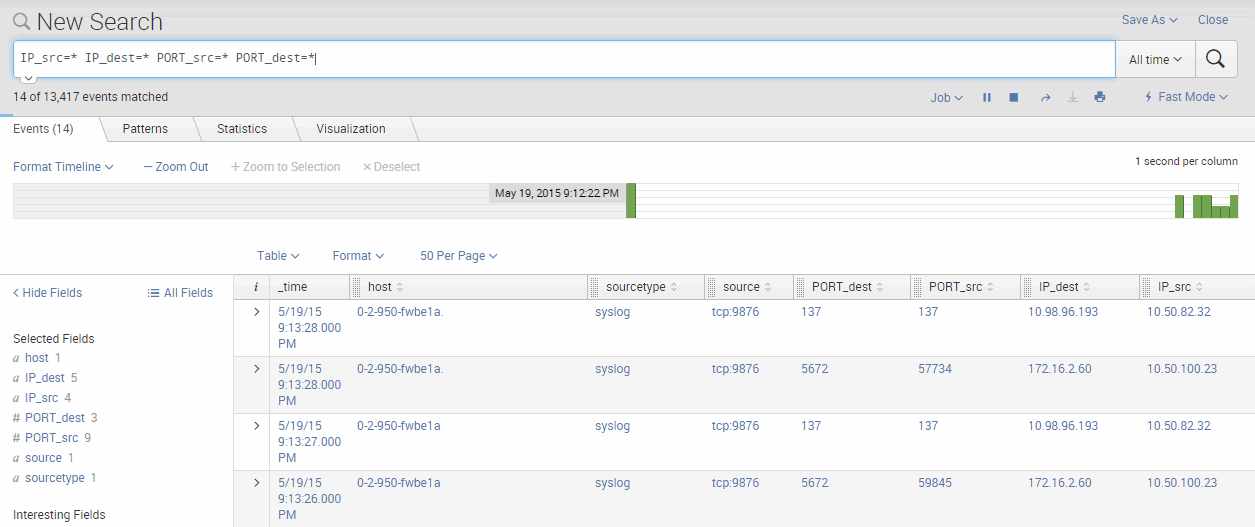 New Search
Save As Close
IP_src=* IP_dest=* PORT_src=* PORT_dest=*
All time
14 of 13,417 events matched
Job Fast Mode
Events (14) Patterns Statistics Visualization
Format Timeline — Zoom Out + Zoom to Selection × Deselect
1 second per column
May 19, 2015 9:12:22 PM
Table Format 50 Per Page
< Hide Fields All Fields
Selected Fields
a host 1
a IP_dest 5
a IP_src 4
# PORT_dest 3
# PORT_src 9
a source 1
a sourcetype 1
Interesting Fields
i _time host sourcetype source PORT_dest PORT_src IP_dest IP_src
> 5/19/15 0-2-950-fwbe1a. syslog tcp:9876 137 137 10.98.96.193 10.50.82.32
9:13:28.000
PM
> 5/19/15 0-2-950-fwbe1a. syslog tcp:9876 5672 57734 172.16.2.60 10.50.100.23
9:13:28.000
PM
> 5/19/15 0-2-950-fwbe1a syslog tcp:9876 137 137 10.98.96.193 10.50.82.32
9:13:27.000
PM
> 5/19/15 0-2-950-fwbe1a syslog tcp:9876 5672 59845 172.16.2.60 10.50.100.23
9:13:26.000
PM